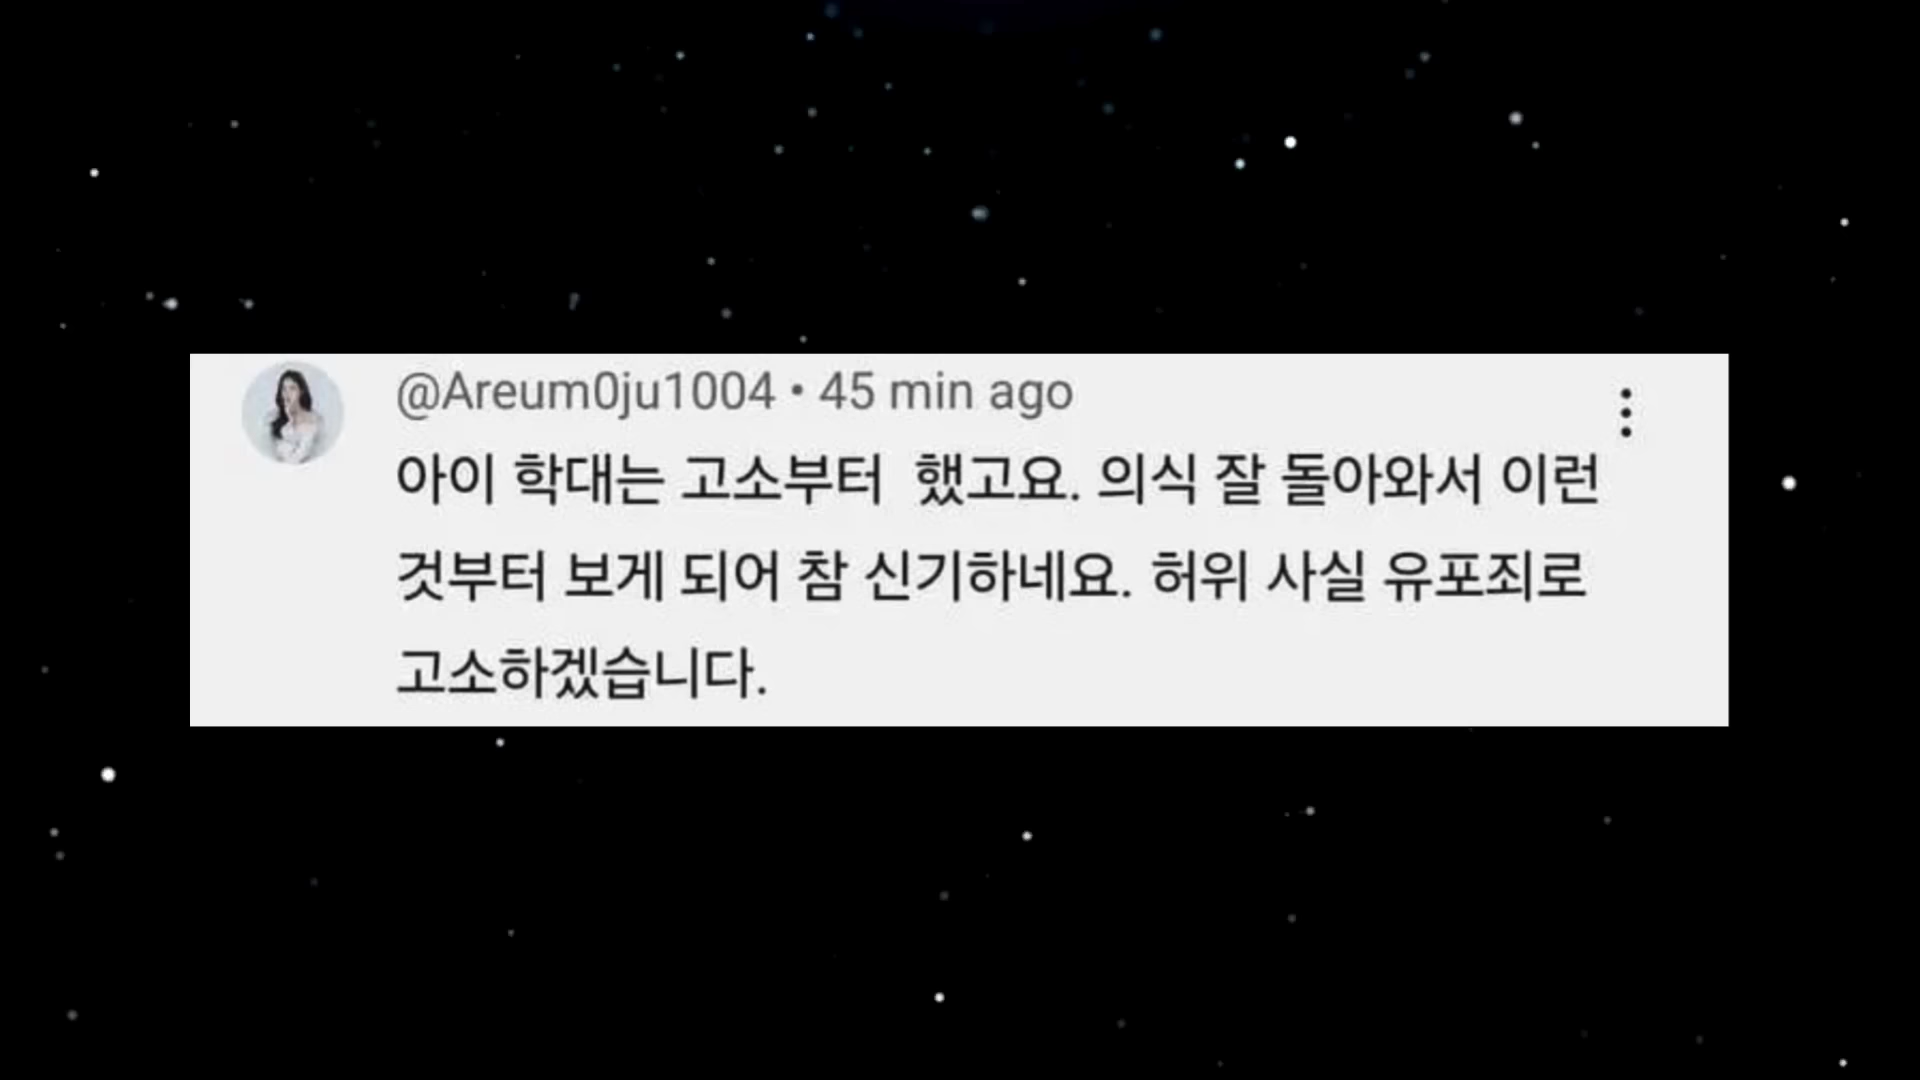 @Areum0ju1004 • 45 min ago
아이 학대는 고소부터 했고요. 의식 잘 돌아와서 이런
것부터 보게 되어 참 신기하네요. 허위 사실 유포죄로
고소하겠습니다.